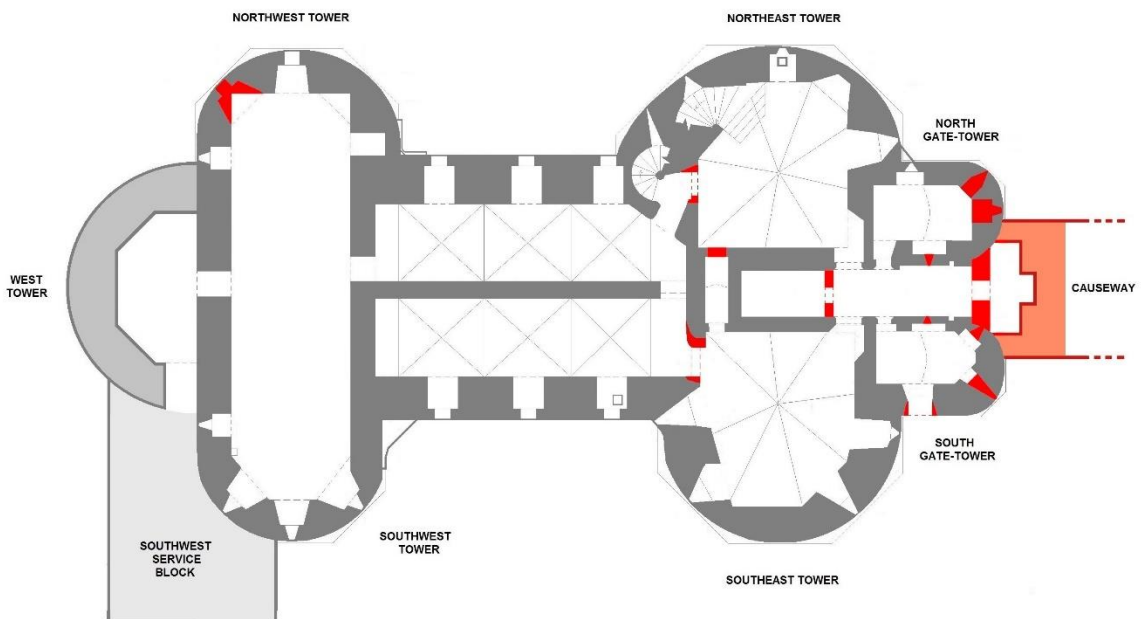 NORTHWEST TOWER
NORTHEAST TOWER
NORTH
GATE-TOWER
WEST
TOWER
CAUSEWAY
SOUTH
GATE-TOWER
SOUTHWEST
TOWER
SOUTHWEST
SERVICE
BLOCK
SOUTHEAST TOWER